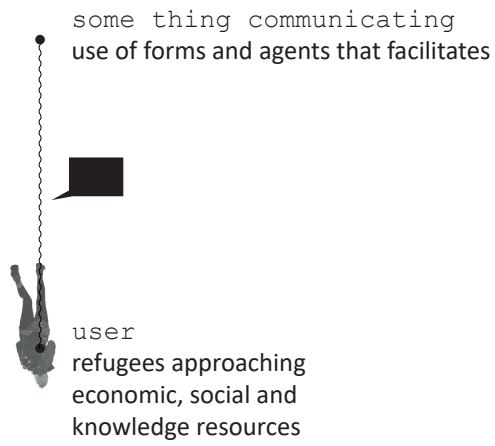 some thing communicating
use of forms and agents that facilitates
user
refugees approaching
economic, social and
knowledge resources